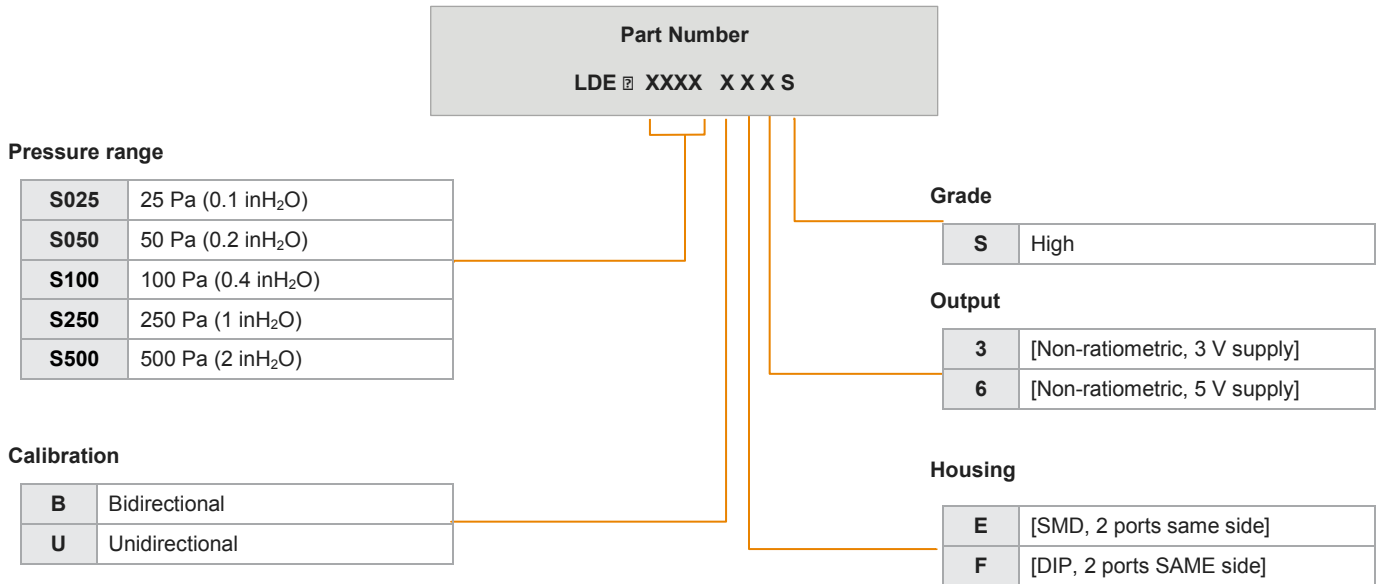 Part Number
LDE ⍰ XXXX X X X S
Pressure range
S025 25 Pa (0.1 inH₂O)
S050 50 Pa (0.2 inH₂O)
S100 100 Pa (0.4 inH₂O)
S250 250 Pa (1 inH₂O)
S500 500 Pa (2 inH₂O)
Calibration
B Bidirectional
U Unidirectional
Grade
S High
Output
3 [Non-ratiometric, 3 V supply]
6 [Non-ratiometric, 5 V supply]
Housing
E [SMD, 2 ports same side]
F [DIP, 2 ports SAME side]